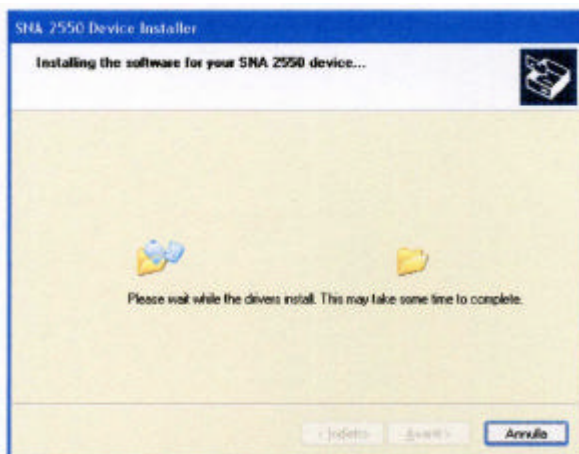 SNA 2550 Device Installer
Installing the software for your SNA 2550 device...
Please wait while the drivers install. This may take some time to complete.
< Indietro Avanti > Annulla